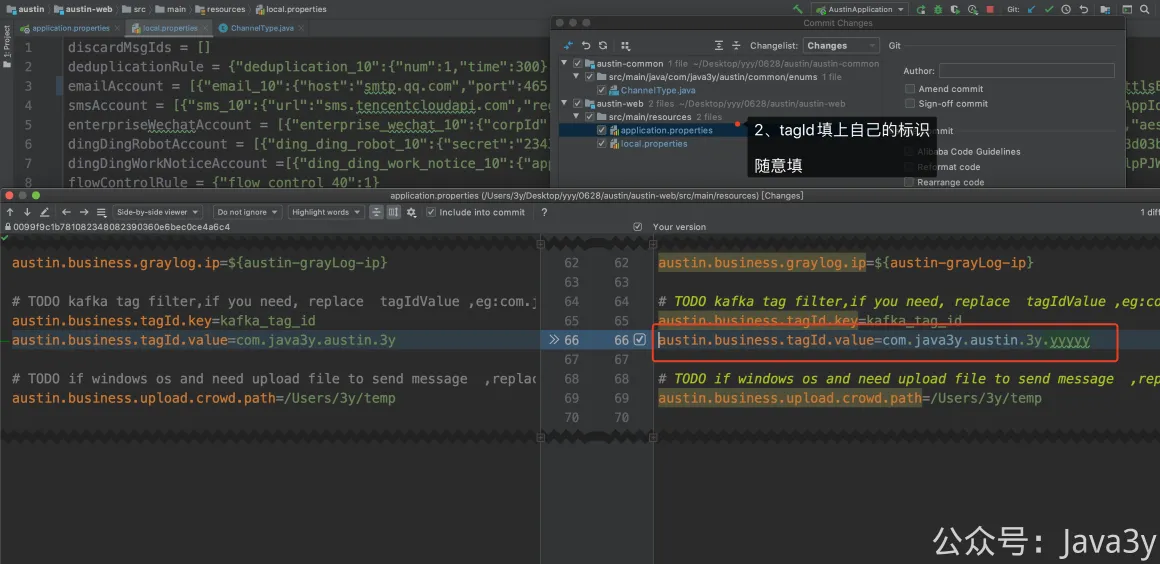 austin austin-web src main resources local.properties AustinApplication Git:
application.properties local.properties ChannelType.java
Project
1 discardMsgIds = []
2 deduplicationRule = {"deduplication_10":{"num":1,"time":300}
3 emailAccount = [{"email_10":{"host":"smtp.qq.com","port":465
4 smsAccount = [{"sms_10":{"url":"sms.tencentcloudapi.com","re
5 enterpriseWechatAccount = [{"enterprise_wechat_10":{"corpId"
6 dingDingRobotAccount = [{"ding_ding_robot_10":{"secret":"234
7 dingDingWorkNoticeAccount =[{"ding_ding_work_notice_10":{"ap
8 flowControlRule = {"flow_control_40":1}
Commit Changes
Changelist: Changes Git
austin-common 1 file ~/Desktop/yyy/0628/austin/austin-common
src/main/java/com/java3y/austin/common/enums 1 file
ChannelType.java
austin-web 2 files ~/Desktop/yyy/0628/austin/austin-web
src/main/resources 2 files
application.properties
local.properties
Author:
Amend commit
Sign-off commit
Alibaba Code Guidelines
Reformat code
Rearrange code
2、tagId填上自己的标识
随意填
application.properties (/Users/3y/Desktop/yyy/0628/austin/austin-web/src/main/resources) [Changes]
Side-by-side viewer Do not ignore Highlight words Include into commit ? 1 diff
0099f9c1b781082348082390360e6bec0ce4a6c4 Your version
austin.business.graylog.ip=${austin-grayLog-ip} 62 62 austin.business.graylog.ip=${austin-grayLog-ip}
63 63
# TODO kafka tag filter,if you need, replace tagIdValue ,eg:com.j 64 64 # TODO kafka tag filter,if you need, replace tagIdValue ,eg:co
austin.business.tagId.key=kafka_tag_id 65 65 austin.business.tagId.key=kafka_tag_id
austin.business.tagId.value=com.java3y.austin.3y 66 66 austin.business.tagId.value=com.java3y.austin.3y.yyyyy
67 67
# TODO if windows os and need upload file to send message ,replac 68 68 # TODO if windows os and need upload file to send message ,rep
austin.business.upload.crowd.path=/Users/3y/temp 69 69 austin.business.upload.crowd.path=/Users/3y/temp
70 70
公众号：Java3y